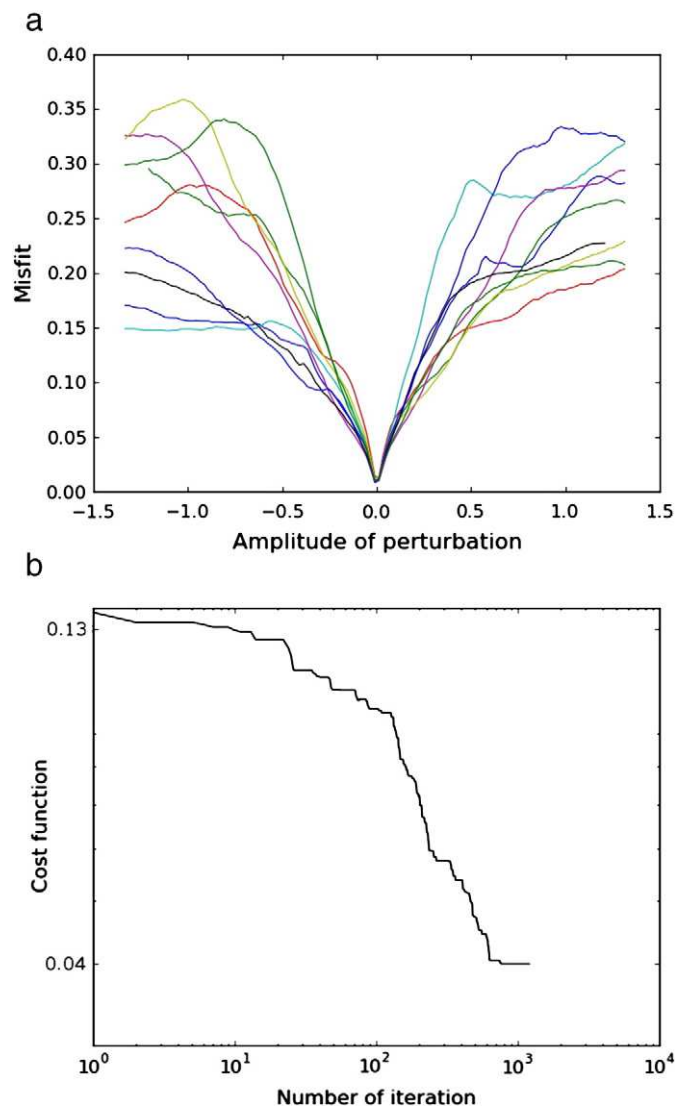 a
0.40
0.35
0.30
0.25
0.20
0.15
0.10
0.05
0.00
Misfit
−1.5 −1.0 −0.5 0.0 0.5 1.0 1.5
Amplitude of perturbation
b
0.13
0.04
Cost function
10⁰ 10¹ 10² 10³ 10⁴
Number of iteration